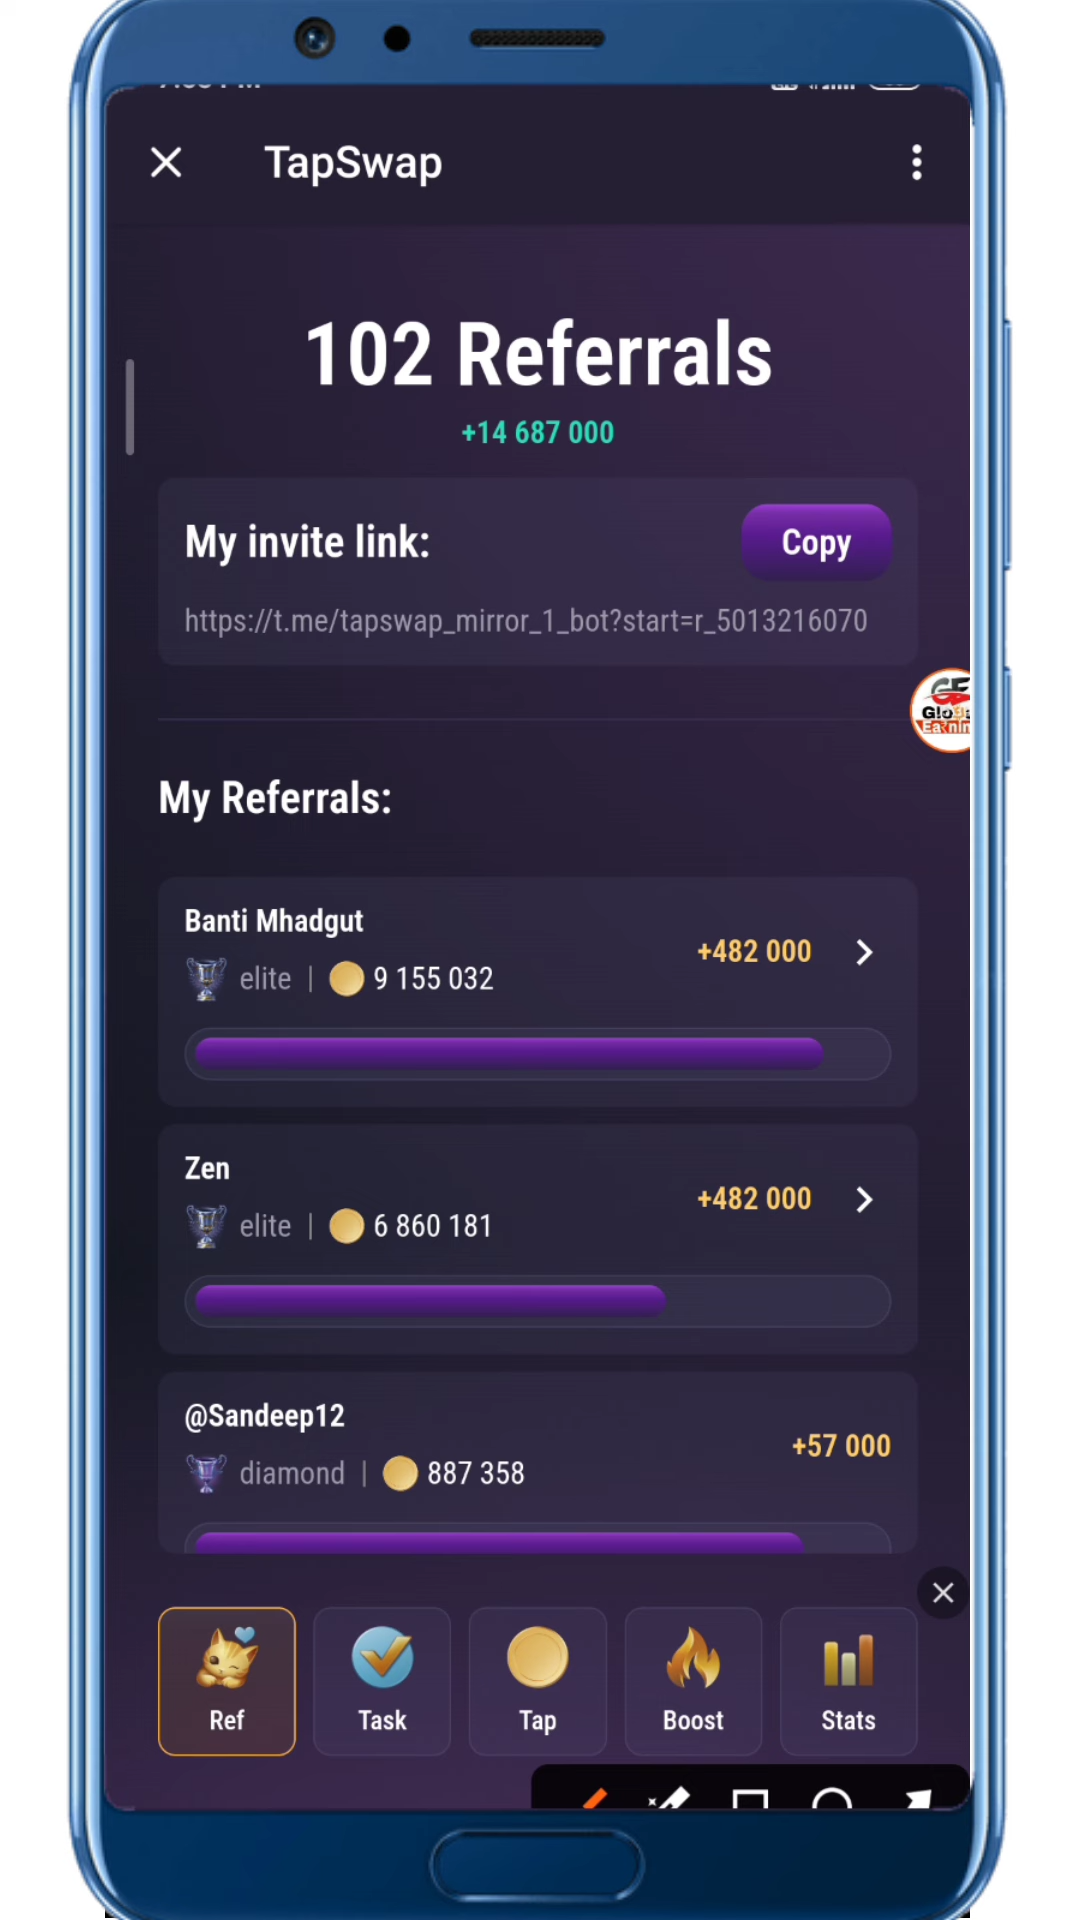 TapSwap
102 Referrals
+14 687 000
My invite link:
Copy
https://t.me/tapswap_mirror_1_bot?start=r_5013216070
My Referrals:
Banti Mhadgut
elite | 9 155 032
+482 000
Zen
elite | 6 860 181
+482 000
@Sandeep12
diamond | 887 358
+57 000
Ref
Task
Tap
Boost
Stats